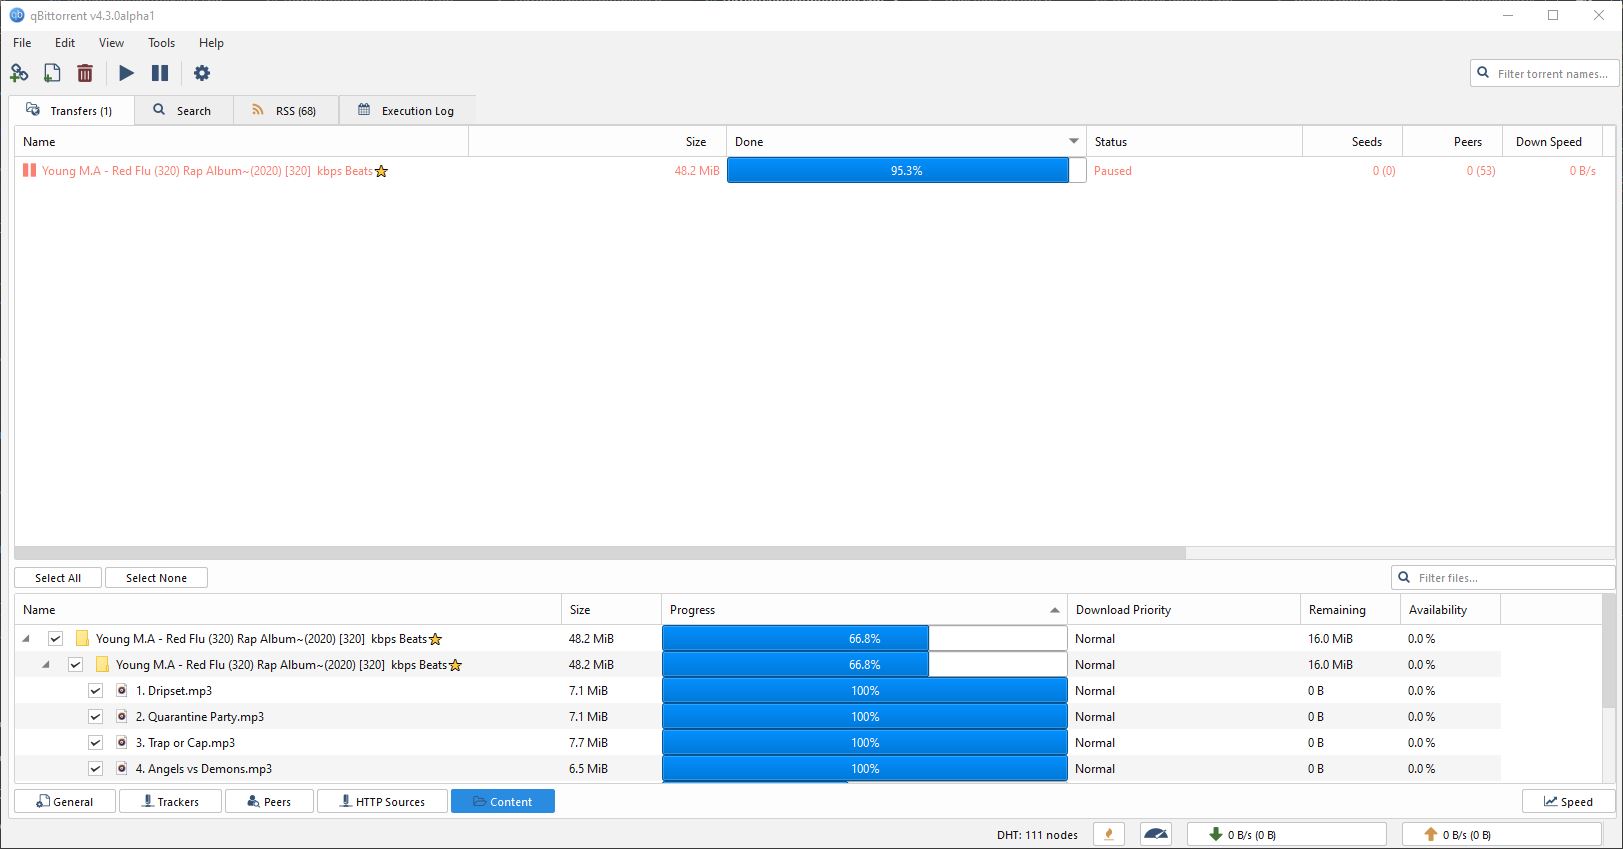 qBittorrent v4.3.0alpha1
File Edit View Tools Help
Filter torrent names...
Transfers (1) Search RSS (68) Execution Log
Name Size Done Status Seeds Peers Down Speed
Young M.A - Red Flu (320) Rap Album~(2020) [320]  kbps Beats⭐ 48.2 MiB 95.3% Paused 0 (0) 0 (53) 0 B/s
Select All Select None Filter files...
Name Size Progress Download Priority Remaining Availability
Young M.A - Red Flu (320) Rap Album~(2020) [320]  kbps Beats⭐ 48.2 MiB 66.8% Normal 16.0 MiB 0.0 %
Young M.A - Red Flu (320) Rap Album~(2020) [320]  kbps Beats⭐ 48.2 MiB 66.8% Normal 16.0 MiB 0.0 %
1. Dripset.mp3 7.1 MiB 100% Normal 0 B 0.0 %
2. Quarantine Party.mp3 7.1 MiB 100% Normal 0 B 0.0 %
3. Trap or Cap.mp3 7.7 MiB 100% Normal 0 B 0.0 %
4. Angels vs Demons.mp3 6.5 MiB 100% Normal 0 B 0.0 %
General Trackers Peers HTTP Sources Content Speed
DHT: 111 nodes 0 B/s (0 B) 0 B/s (0 B)